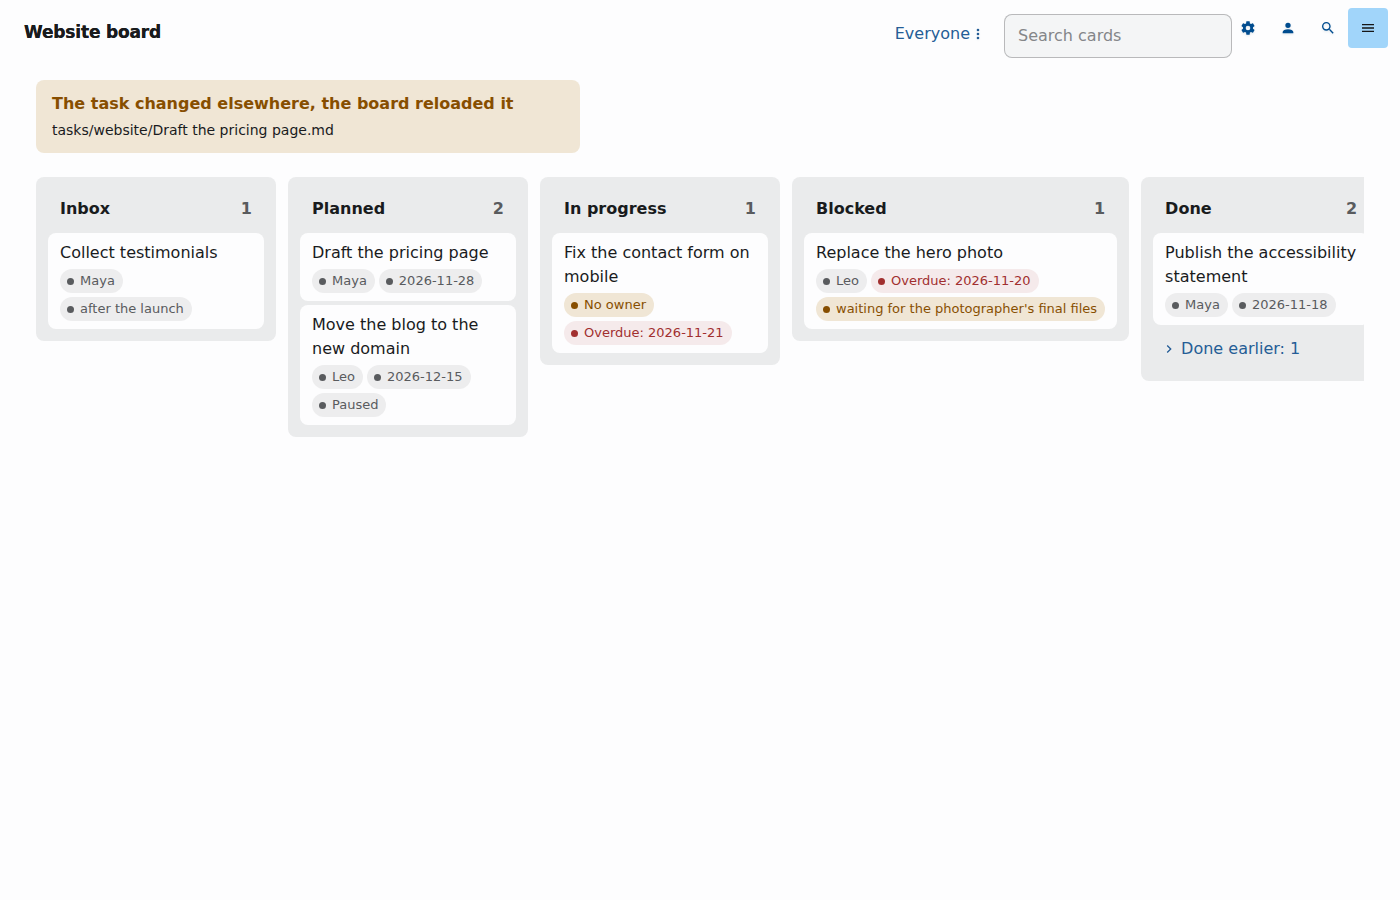 Website board
Everyone
Search cards
The task changed elsewhere, the board reloaded it
tasks/website/Draft the pricing page.md
Inbox 1
Collect testimonials
Maya
after the launch
Planned 2
Draft the pricing page
Maya 2026-11-28
Move the blog to the
new domain
Leo 2026-12-15
Paused
In progress 1
Fix the contact form on
mobile
No owner
Overdue: 2026-11-21
Blocked 1
Replace the hero photo
Leo Overdue: 2026-11-20
waiting for the photographer's final files
Done 2
Publish the accessibility
statement
Maya 2026-11-18
Done earlier: 1